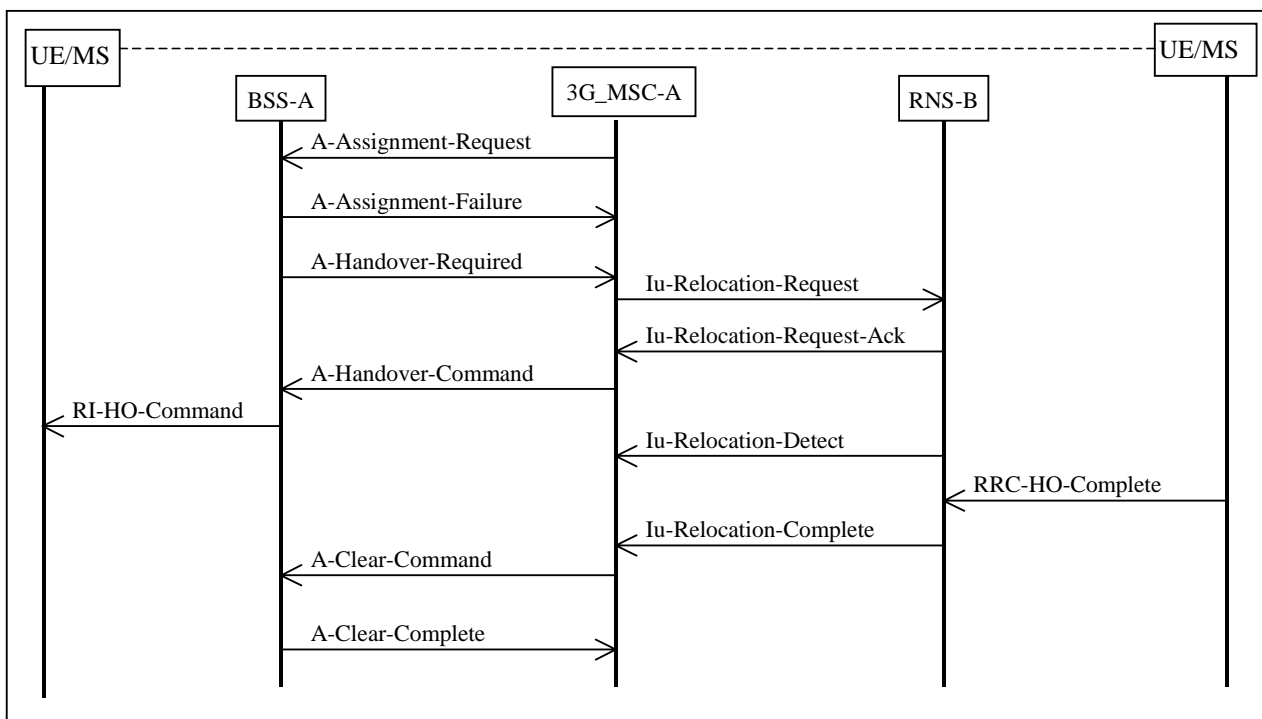 UE/MS
UE/MS
BSS-A
3G_MSC-A
RNS-B
A-Assignment-Request
A-Assignment-Failure
A-Handover-Required
Iu-Relocation-Request
Iu-Relocation-Request-Ack
A-Handover-Command
RI-HO-Command
Iu-Relocation-Detect
RRC-HO-Complete
Iu-Relocation-Complete
A-Clear-Command
A-Clear-Complete